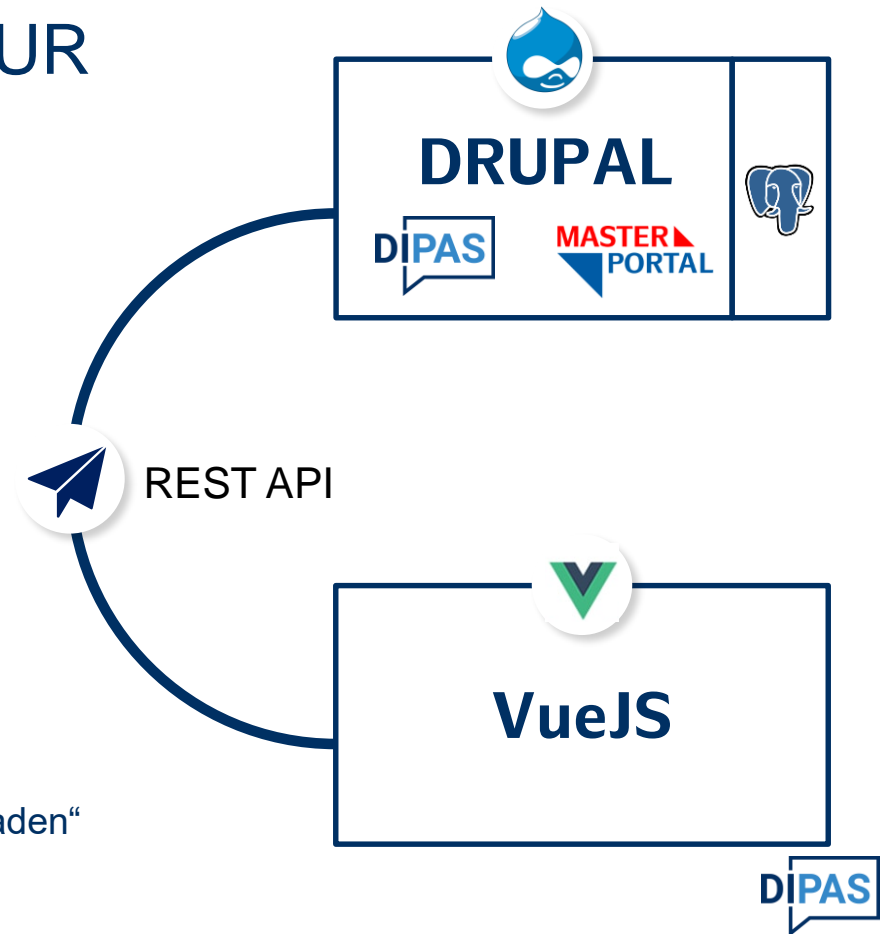 UR
DRUPAL
DIPAS
MASTER
PORTAL
REST API
VueJS
aden“
DIPAS